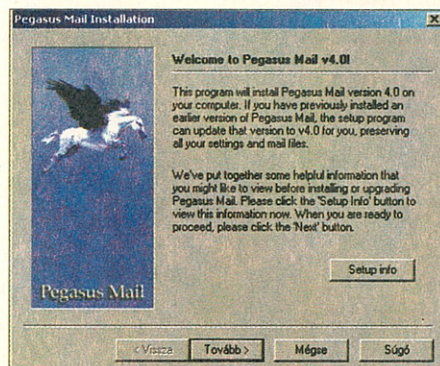 Pegasus Mail Installation
Welcome to Pegasus Mail v4.0!
This program will install Pegasus Mail version 4.0 on
your computer. If you have previously installed an
earlier version of Pegasus Mail, the setup program
can update that version to v4.0 for you, preserving
all your settings and mail files.
We've put together some helpful information that
you might like to view before installing or upgrading
Pegasus Mail. Please click the 'Setup Info' button to
view this information now. When you are ready to
proceed, please click the 'Next' button.
Setup info
Pegasus Mail
< Vissza
Tovább >
Mégse
Súgó